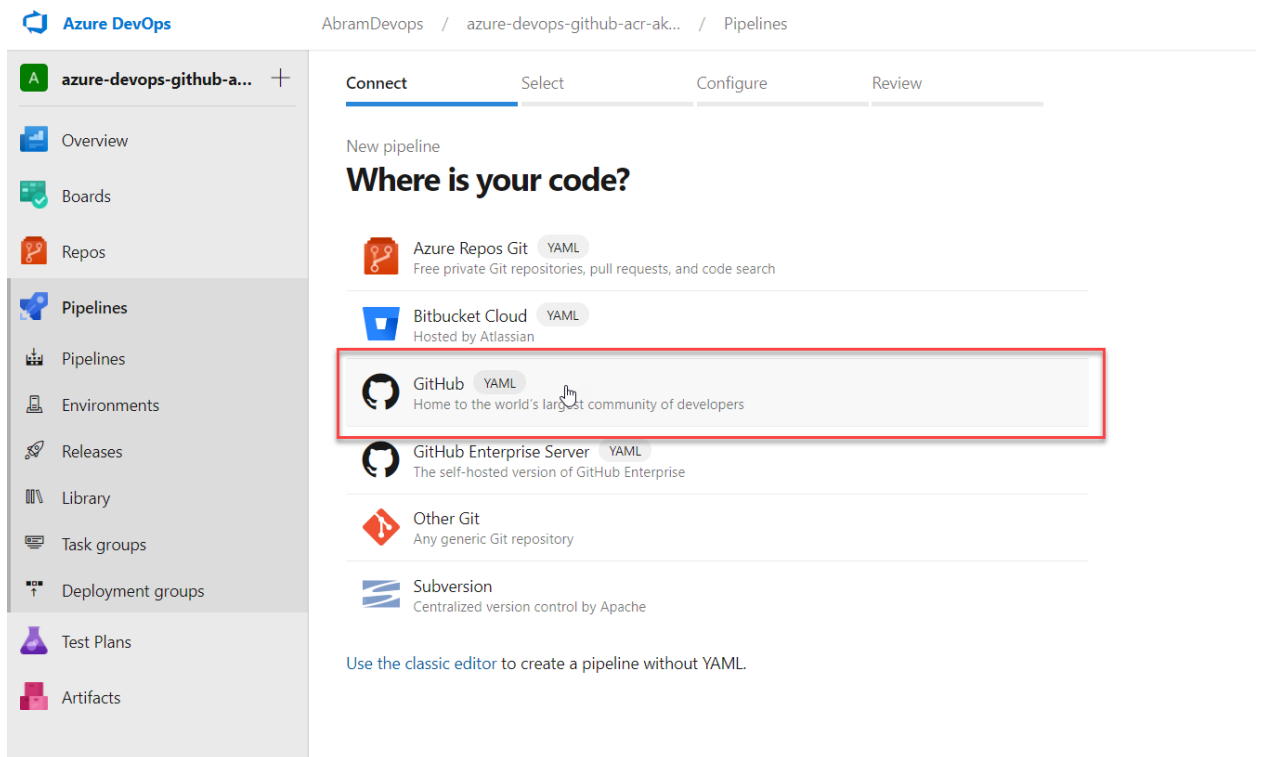 Azure DevOps
AbramDevops / azure-devops-github-acr-ak... / Pipelines
A azure-devops-github-a... +
Overview
Boards
Repos
Pipelines
Pipelines
Environments
Releases
Library
Task groups
Deployment groups
Test Plans
Artifacts
Connect Select Configure Review
New pipeline
Where is your code?
Azure Repos Git YAML
Free private Git repositories, pull requests, and code search
Bitbucket Cloud YAML
Hosted by Atlassian
GitHub YAML
Home to the world's largest community of developers
GitHub Enterprise Server YAML
The self-hosted version of GitHub Enterprise
Other Git
Any generic Git repository
Subversion
Centralized version control by Apache
Use the classic editor to create a pipeline without YAML.